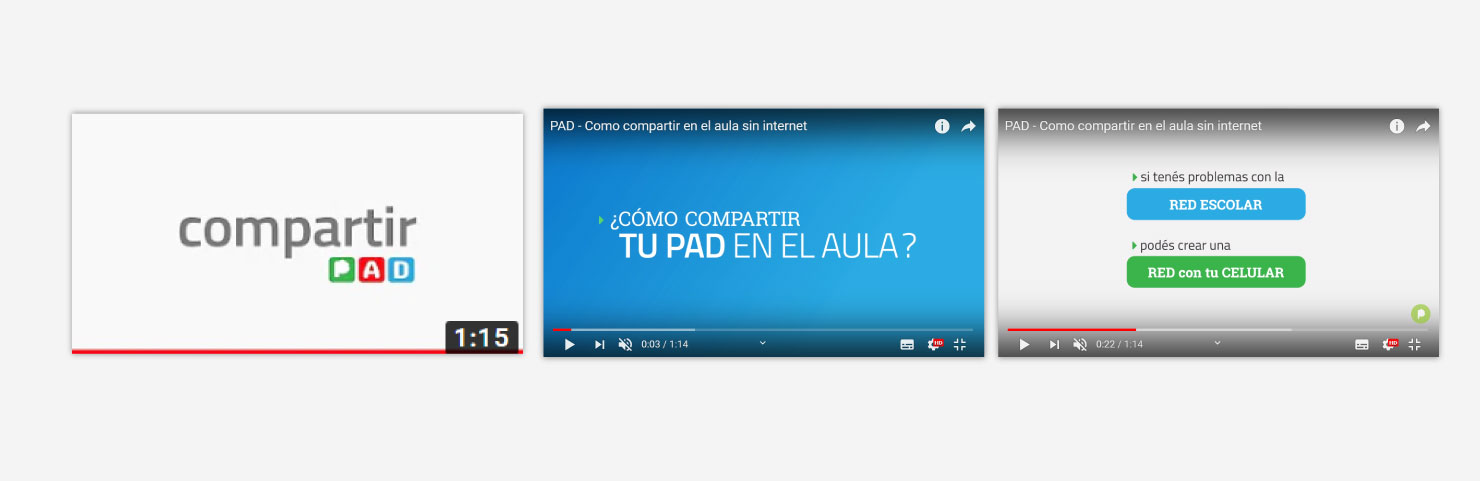 compartir
PAD
1:15
PAD - Como compartir en el aula sin internet
¿CÓMO COMPARTIR
TU PAD EN EL AULA?
0:03 / 1:14
HD
PAD - Como compartir en el aula sin internet
si tenés problemas con la
RED ESCOLAR
podés crear una
RED con tu CELULAR
0:22 / 1:14
HD